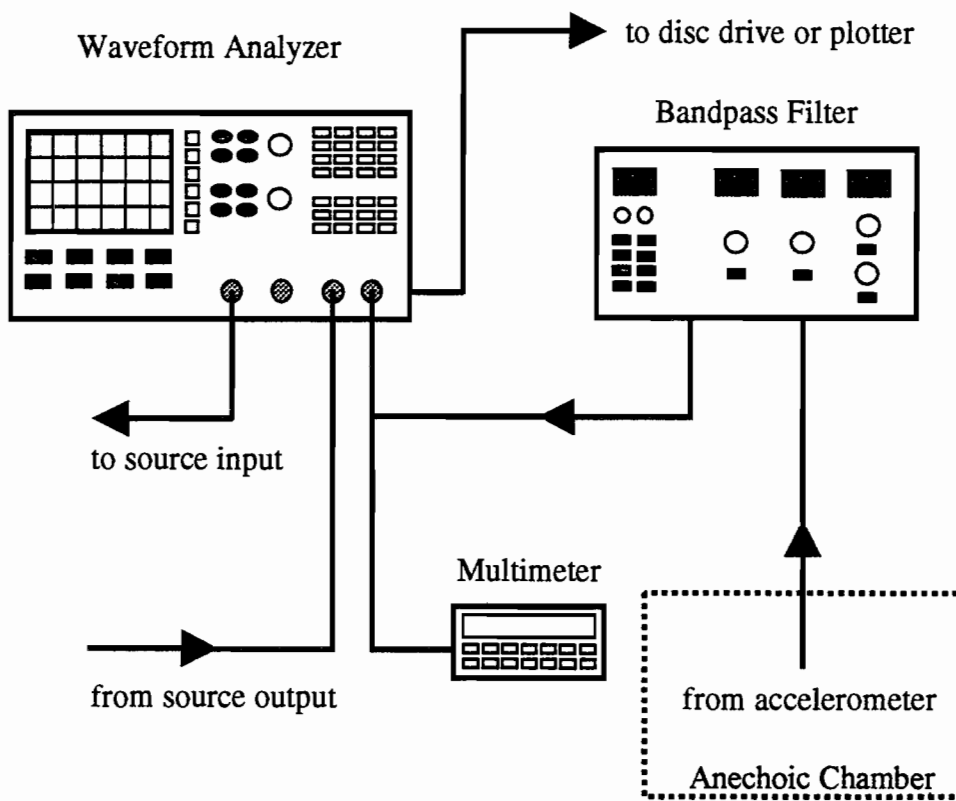 Waveform Analyzer
to disc drive or plotter
Bandpass Filter
to source input
Multimeter
from source output
from accelerometer
Anechoic Chamber